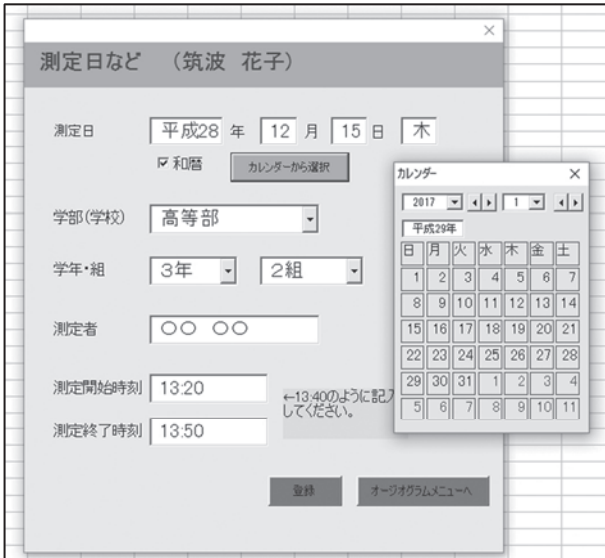 測定日など （筑波 花子）
測定日 平成28 年 12 月 15 日 木
和暦 カレンダーから選択
学部(学校) 高等部
学年・組 3年 2組
測定者 〇〇 〇〇
測定開始時刻 13:20
←13:40のように記入
してください。
測定終了時刻 13:50
登録 オージオグラムメニューへ
カレンダー
2017 1
平成29年
日 月 火 水 木 金 土
1 2 3 4 5 6 7
8 9 10 11 12 13 14
15 16 17 18 19 20 21
22 23 24 25 26 27 28
29 30 31 1 2 3 4
5 6 7 8 9 10 11